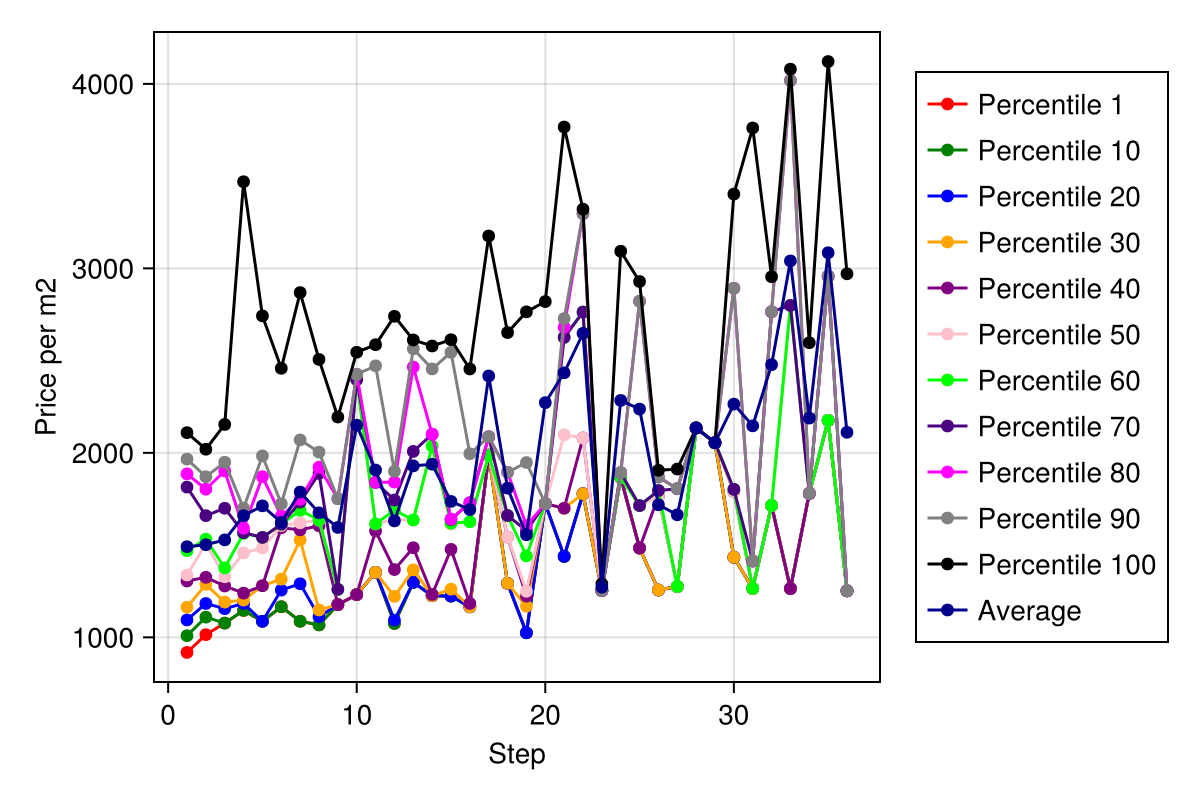 4000
3000
2000
1000
Price per m2
0 10 20 30
Step
Percentile 1
Percentile 10
Percentile 20
Percentile 30
Percentile 40
Percentile 50
Percentile 60
Percentile 70
Percentile 80
Percentile 90
Percentile 100
Average